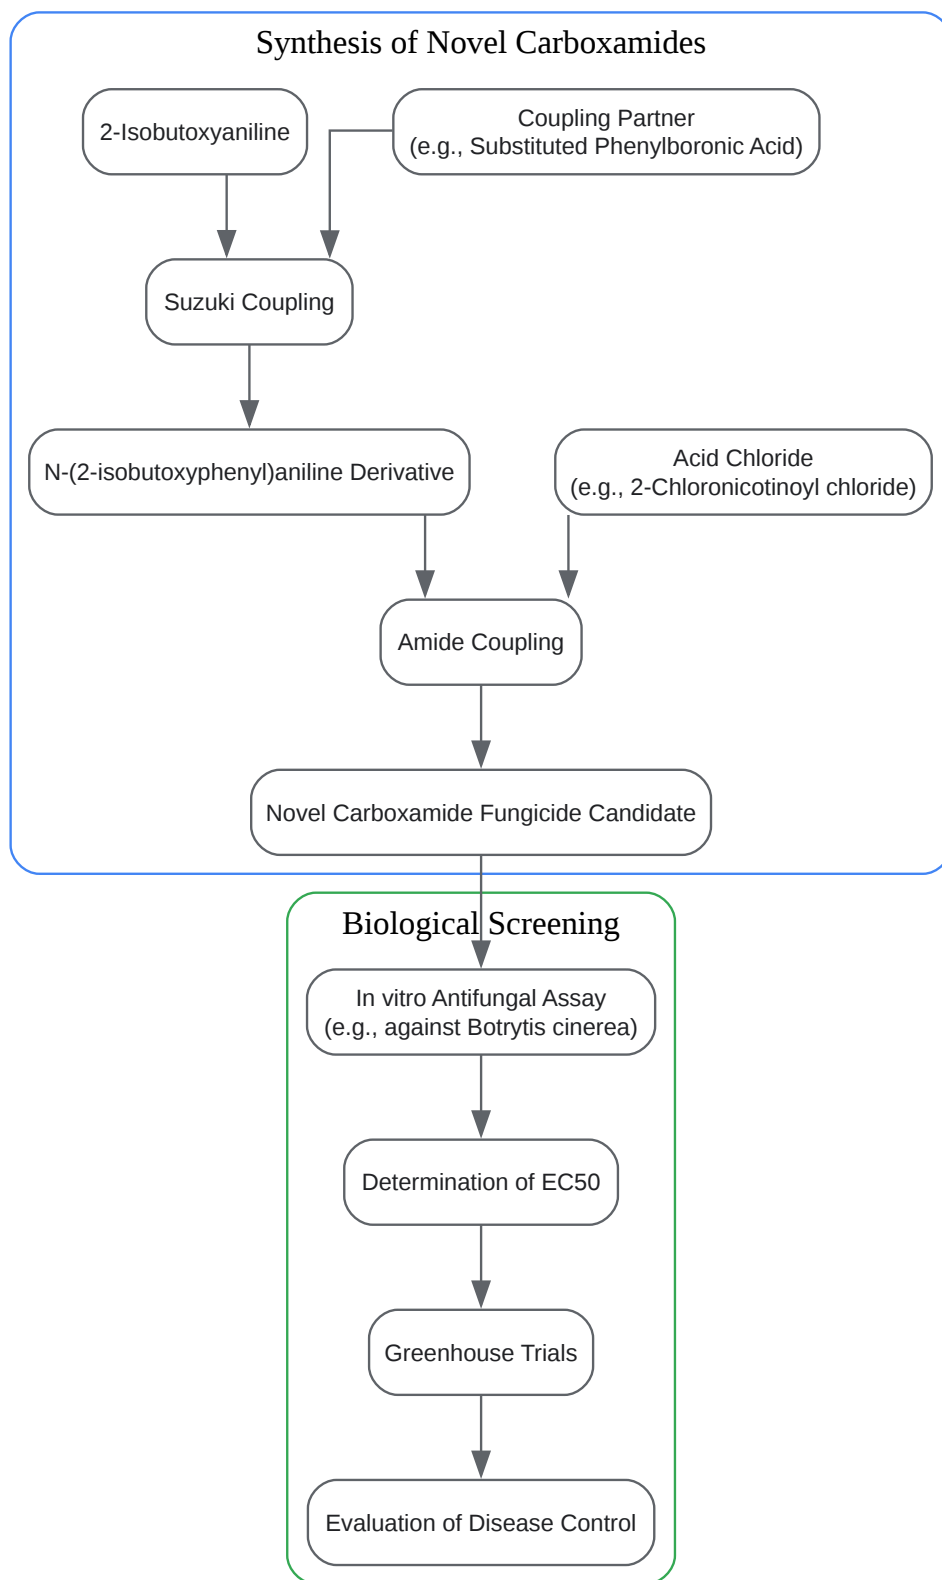 Synthesis of Novel Carboxamides
2-Isobutoxyaniline
Coupling Partner
(e.g., Substituted Phenylboronic Acid)
Suzuki Coupling
N-(2-isobutoxyphenyl)aniline Derivative
Acid Chloride
(e.g., 2-Chloronicotinoyl chloride)
Amide Coupling
Novel Carboxamide Fungicide Candidate
Biological Screening
In vitro Antifungal Assay
(e.g., against Botrytis cinerea)
Determination of EC50
Greenhouse Trials
Evaluation of Disease Control